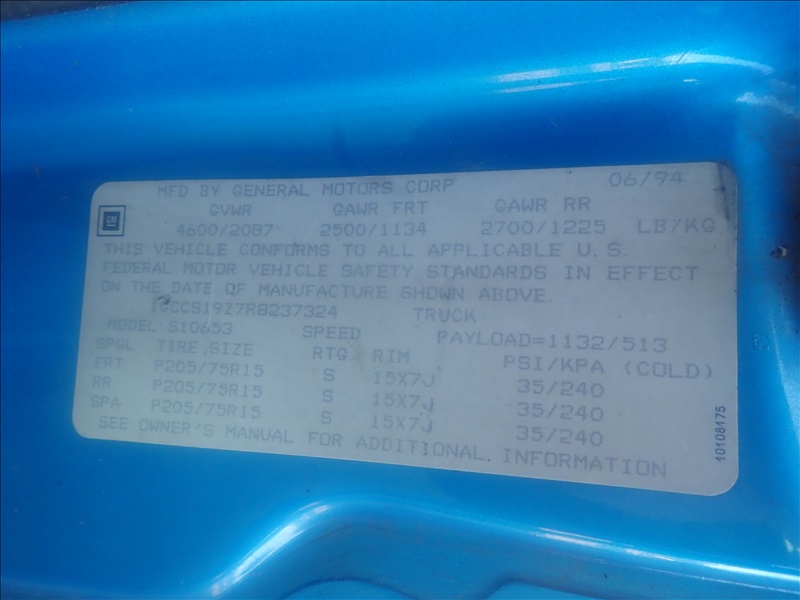 MFD BY GENERAL MOTORS CORP 06/94
GM
GVWR GAWR FRT GAWR RR
4600/2087 2500/1134 2700/1225 LB/KG
THIS VEHICLE CONFORMS TO ALL APPLICABLE U.S.
FEDERAL MOTOR VEHICLE SAFETY STANDARDS IN EFFECT
ON THE DATE OF MANUFACTURE SHOWN ABOVE.
1GCCS19Z7R8237324 TRUCK
MODEL: S10653 SPEED PAYLOAD=1132/513
SPGL TIRE SIZE RTG RIM PSI/KPA (COLD)
FRT P205/75R15 S 15X7J 35/240
RR P205/75R15 S 15X7J 35/240
SPA P205/75R15 S 15X7J 35/240
SEE OWNER'S MANUAL FOR ADDITIONAL INFORMATION
10108175